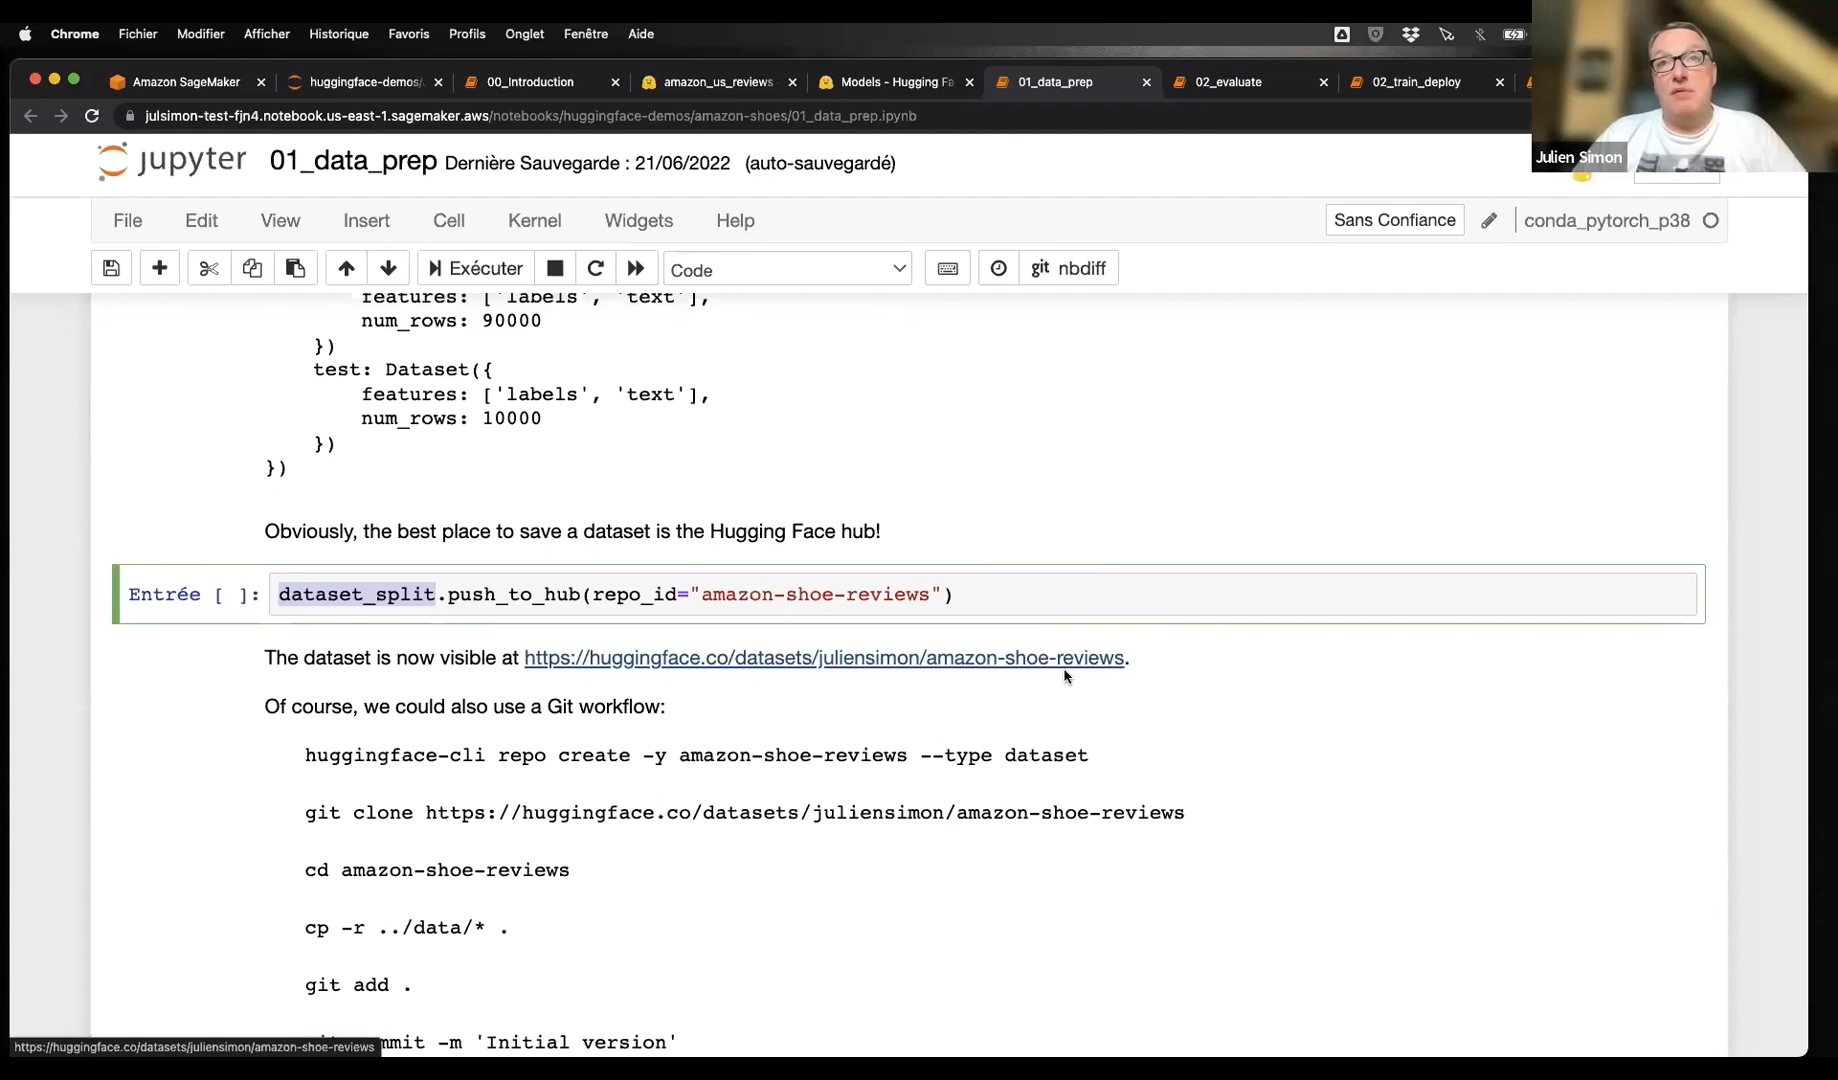 Chrome Fichier Modifier Afficher Historique Favoris Profils Onglet Fenêtre Aide
Amazon SageMaker huggingface-demos/ 00_Introduction amazon_us_reviews Models - Hugging Fa 01_data_prep 02_evaluate 02_train_deploy
julsimon-test-fjn4.notebook.us-east-1.sagemaker.aws/notebooks/huggingface-demos/amazon-shoes/01_data_prep.ipynb
Julien Simon
jupyter 01_data_prep Dernière Sauvegarde : 21/06/2022 (auto-sauvegardé)
File Edit View Insert Cell Kernel Widgets Help Sans Confiance conda_pytorch_p38
Exécuter Code git nbdiff
features: ['labels', 'text'],
num_rows: 90000
})
test: Dataset({
features: ['labels', 'text'],
num_rows: 10000
})
})
Obviously, the best place to save a dataset is the Hugging Face hub!
Entrée [ ]: dataset_split.push_to_hub(repo_id="amazon-shoe-reviews")
The dataset is now visible at https://huggingface.co/datasets/juliensimon/amazon-shoe-reviews.
Of course, we could also use a Git workflow:
huggingface-cli repo create -y amazon-shoe-reviews --type dataset
git clone https://huggingface.co/datasets/juliensimon/amazon-shoe-reviews
cd amazon-shoe-reviews
cp -r ../data/* .
git add .
mmit -m 'Initial version'
https://huggingface.co/datasets/juliensimon/amazon-shoe-reviews